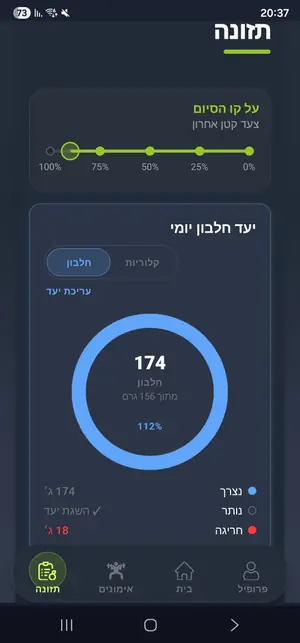 73
20:37
תזונה
על קו הסיום
צעד קטן אחרון
0% 25% 50% 75% 100%
יעד חלבון יומי
קלוריות חלבון
עריכת יעד
174
חלבון
מתוך 156 גרם
112%
נצרך 174 ג׳
נותר ✓ השגת יעד
חריגה 18 ג׳
פרופיל בית אימונים תזונה